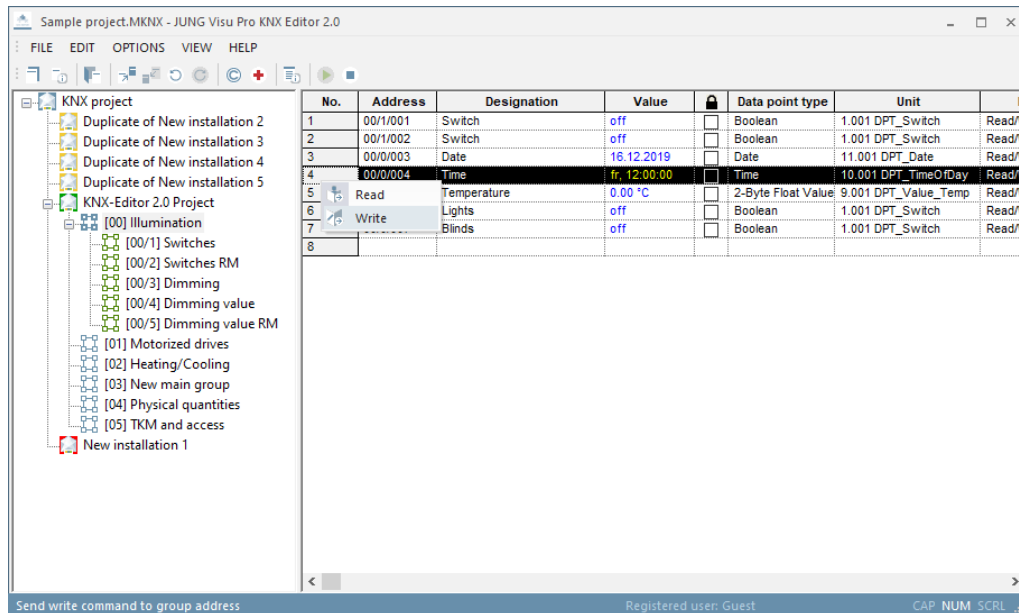 Sample project.MKNX - JUNG Visu Pro KNX Editor 2.0
FILE EDIT OPTIONS VIEW HELP
KNX project
Duplicate of New installation 2
Duplicate of New installation 3
Duplicate of New installation 4
Duplicate of New installation 5
KNX-Editor 2.0 Project
[00] Illumination
[00/1] Switches
[00/2] Switches RM
[00/3] Dimming
[00/4] Dimming value
[00/5] Dimming value RM
[01] Motorized drives
[02] Heating/Cooling
[03] New main group
[04] Physical quantities
[05] TKM and access
New installation 1
No. Address Designation Value Data point type Unit
1 00/1/001 Switch off Boolean 1.001 DPT_Switch Read/
2 00/1/002 Switch off Boolean 1.001 DPT_Switch Read/
3 00/0/003 Date 16.12.2019 Date 11.001 DPT_Date Read/
4 00/0/004 Time fr, 12:00:00 Time 10.001 DPT_TimeOfDay Read/
5 Temperature 0.00 °C 2-Byte Float Value 9.001 DPT_Value_Temp Read/
6 Lights off Boolean 1.001 DPT_Switch Read/
7 Blinds off Boolean 1.001 DPT_Switch Read/
8
Read
Write
Send write command to group address Registered user: Guest CAP NUM SCRL